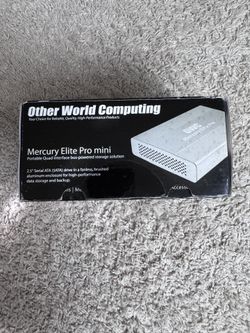 Other World Computing
Your Choice for Reliable, Quality, High-Performance Products
Mercury Elite Pro mini
Portable Quad-interface bus-powered storage solution
2.5" Serial ATA (SATA) drive in a fanless, brushed
aluminum enclosure for high-performance
data storage and backup.